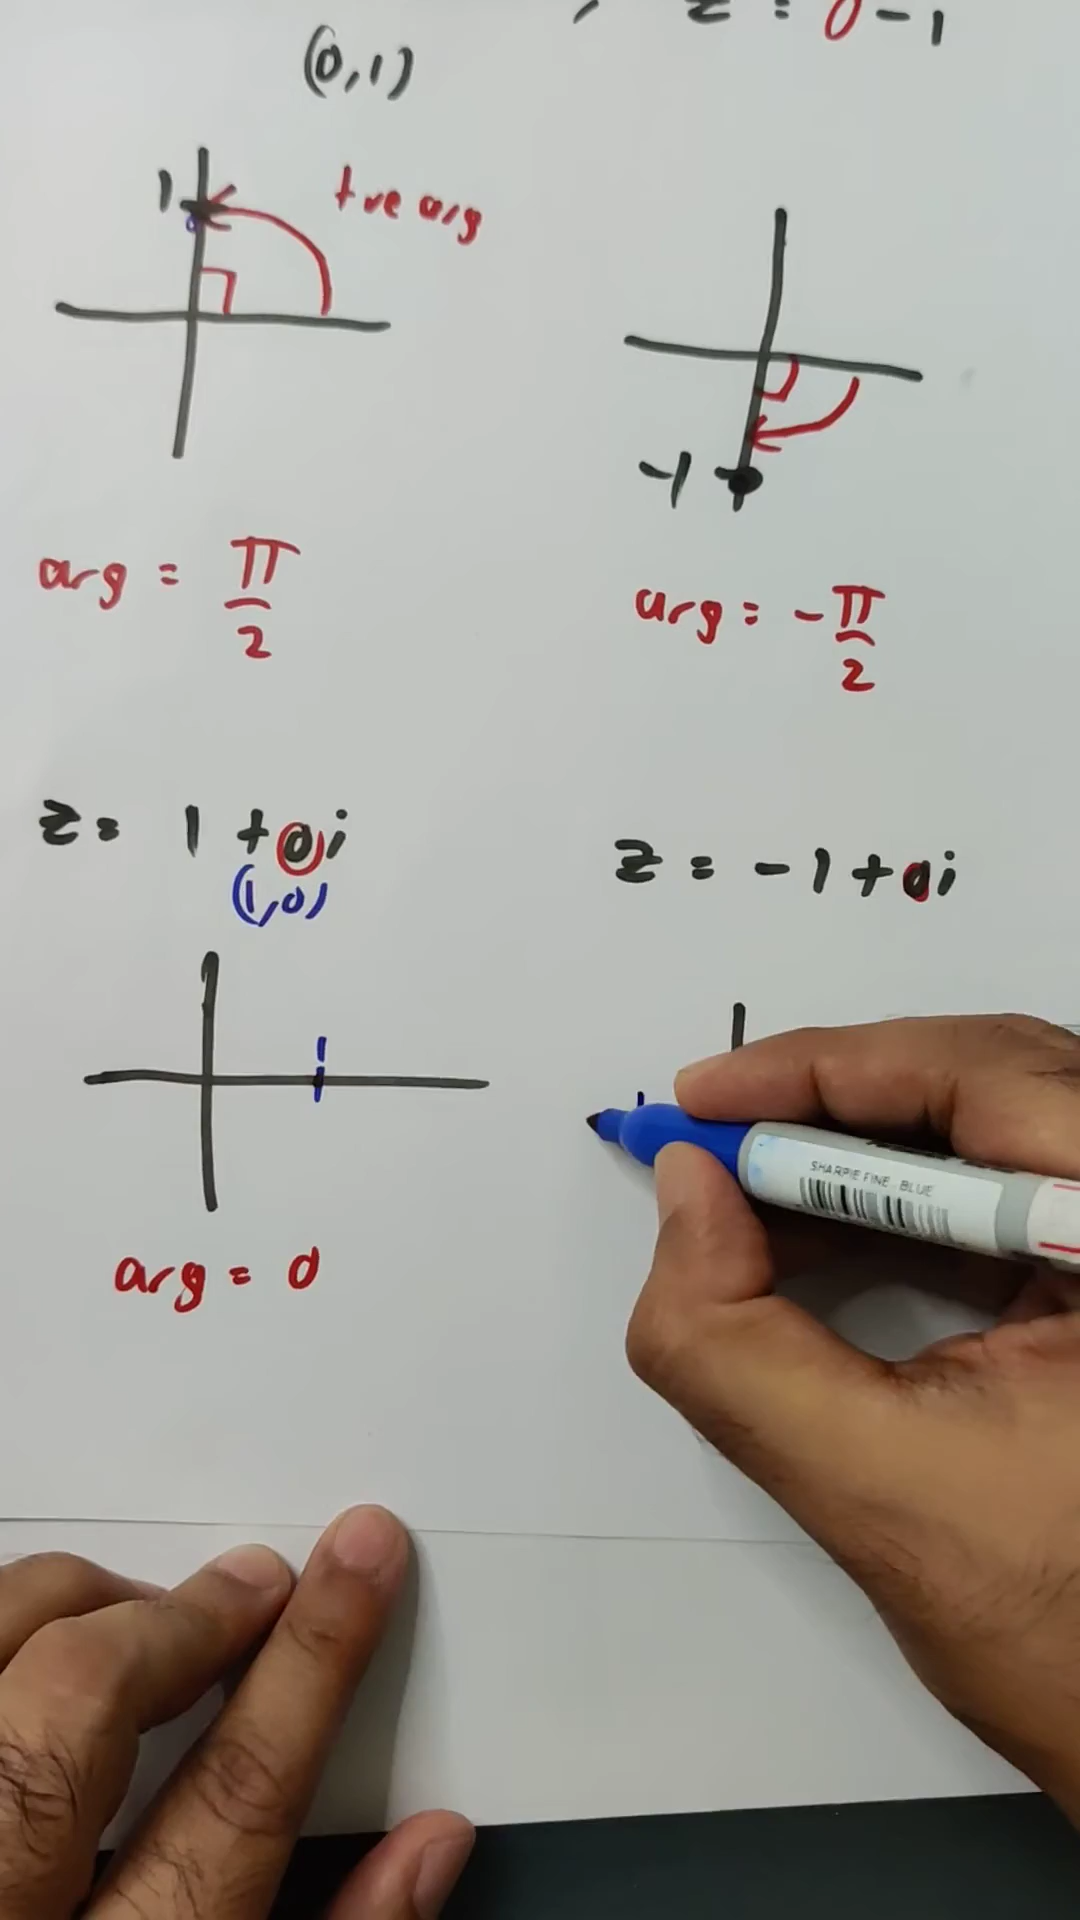 z = 0 - 1
(0,1)
1
+ve arg
-1
arg = π/2
arg = -π/2
z = 1 + 0i
(1,0)
z = -1 + 0i
1
arg = 0
SHARPIE FINE . BLUE